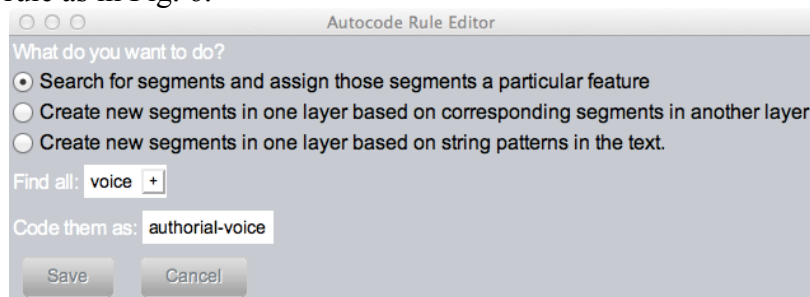 rule as in Fig. 6.
Autocode Rule Editor
What do you want to do?
Search for segments and assign those segments a particular feature
Create new segments in one layer based on corresponding segments in another layer
Create new segments in one layer based on string patterns in the text.
Find all: voice +
Code them as: authorial-voice
Save Cancel